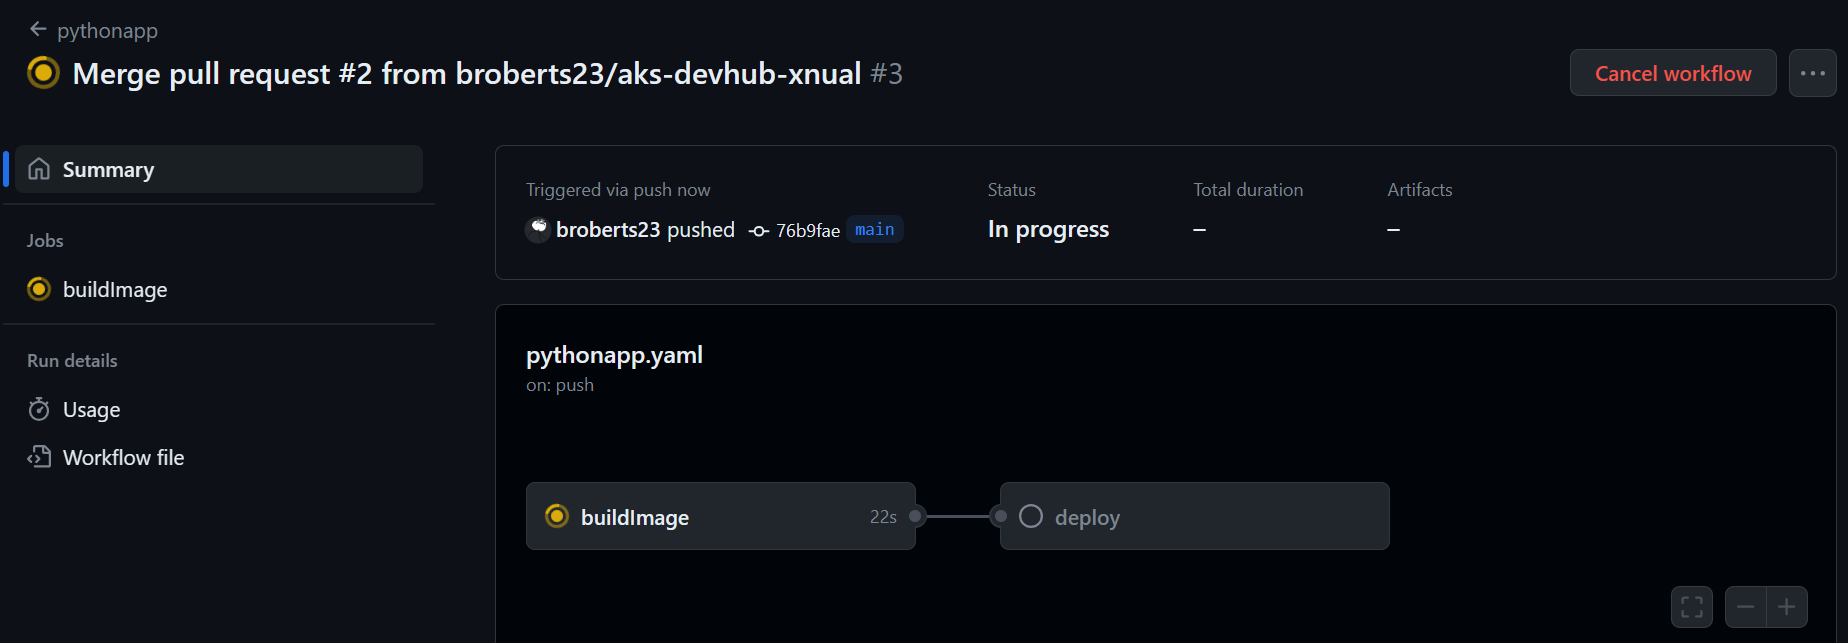 pythonapp
Merge pull request #2 from broberts23/aks-devhub-xnual #3
Cancel workflow
Summary
Jobs
buildImage
Run details
Usage
Workflow file
Triggered via push now
broberts23 pushed 76b9fae main
Status
In progress
Total duration
–
Artifacts
–
pythonapp.yaml
on: push
buildImage 22s
deploy